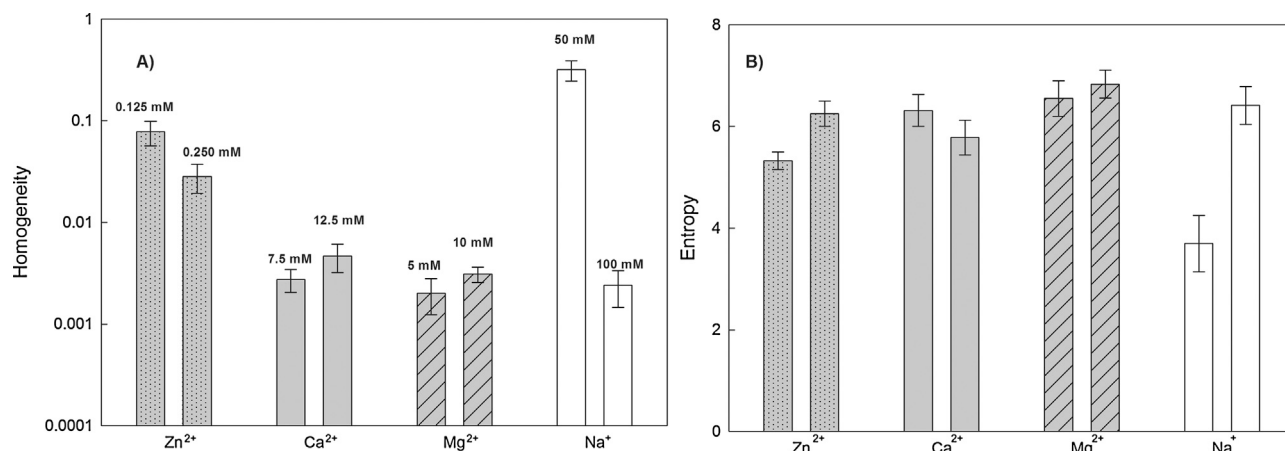 A)
Homogeneity
1
0.1
0.01
0.001
0.0001
0.125 mM
0.250 mM
7.5 mM
12.5 mM
5 mM
10 mM
50 mM
100 mM
Zn²⁺
Ca²⁺
Mg²⁺
Na⁺
B)
Entropy
8
6
4
2
0
Zn²⁺
Ca²⁺
Mg²⁺
Na⁺